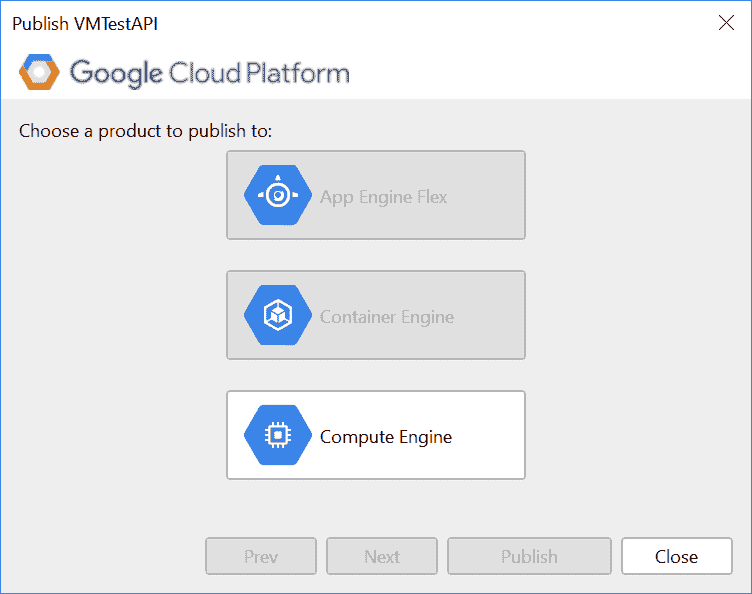 Publish VMTestAPI
Google Cloud Platform
Choose a product to publish to:
App Engine Flex
Container Engine
Compute Engine
Prev Next Publish Close